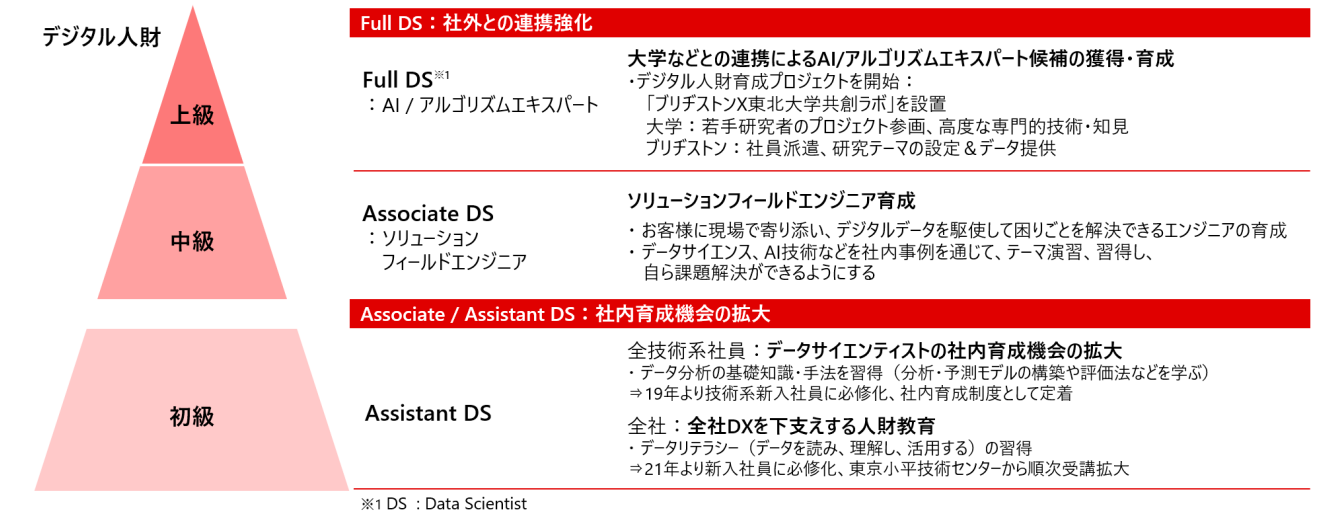 デジタル人財
上級
中級
初級
Full DS：社外との連携強化
Full DS※1
：AI / アルゴリズムエキスパート
大学などとの連携によるAI/アルゴリズムエキスパート候補の獲得・育成
・デジタル人財育成プロジェクトを開始：
「ブリヂストンX東北大学共創ラボ」を設置
大学：若手研究者のプロジェクト参画、高度な専門的技術・知見
ブリヂストン：社員派遣、研究テーマの設定＆データ提供
Associate DS
：ソリューション
フィールドエンジニア
ソリューションフィールドエンジニア育成
・お客様に現場で寄り添い、デジタルデータを駆使して困りごとを解決できるエンジニアの育成
・データサイエンス、AI技術などを社内事例を通じて、テーマ演習、習得し、
自ら課題解決ができるようにする
Associate / Assistant DS：社内育成機会の拡大
Assistant DS
全技術系社員：データサイエンティストの社内育成機会の拡大
・データ分析の基礎知識・手法を習得（分析・予測モデルの構築や評価法などを学ぶ）
⇒19年より技術系新入社員に必修化、社内育成制度として定着
全社：全社DXを下支えする人財教育
・データリテラシー（データを読み、理解し、活用する）の習得
⇒21年より新入社員に必修化、東京小平技術センターから順次受講拡大
※1 DS ：Data Scientist